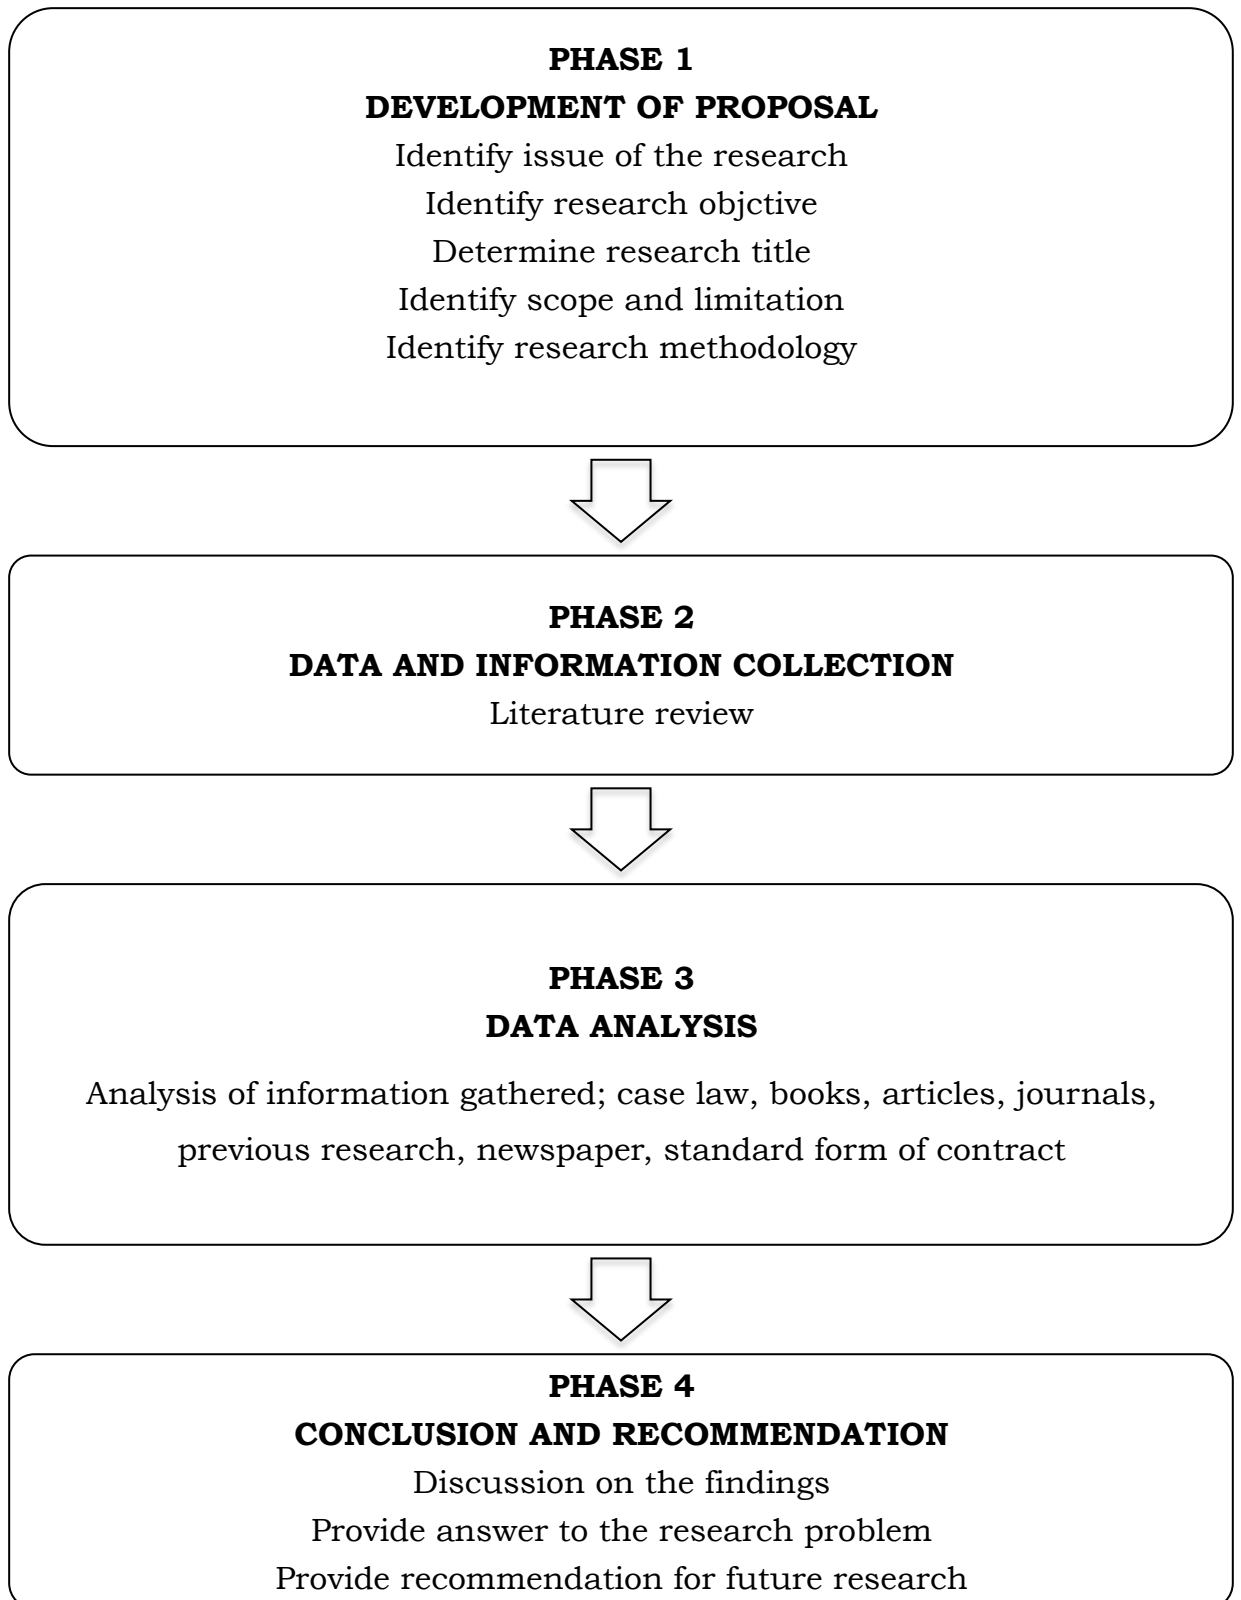 PHASE 1
DEVELOPMENT OF PROPOSAL
Identify issue of the research
Identify research objctive
Determine research title
Identify scope and limitation
Identify research methodology
PHASE 2
DATA AND INFORMATION COLLECTION
Literature review
PHASE 3
DATA ANALYSIS
Analysis of information gathered; case law, books, articles, journals,
previous research, newspaper, standard form of contract
PHASE 4
CONCLUSION AND RECOMMENDATION
Discussion on the findings
Provide answer to the research problem
Provide recommendation for future research